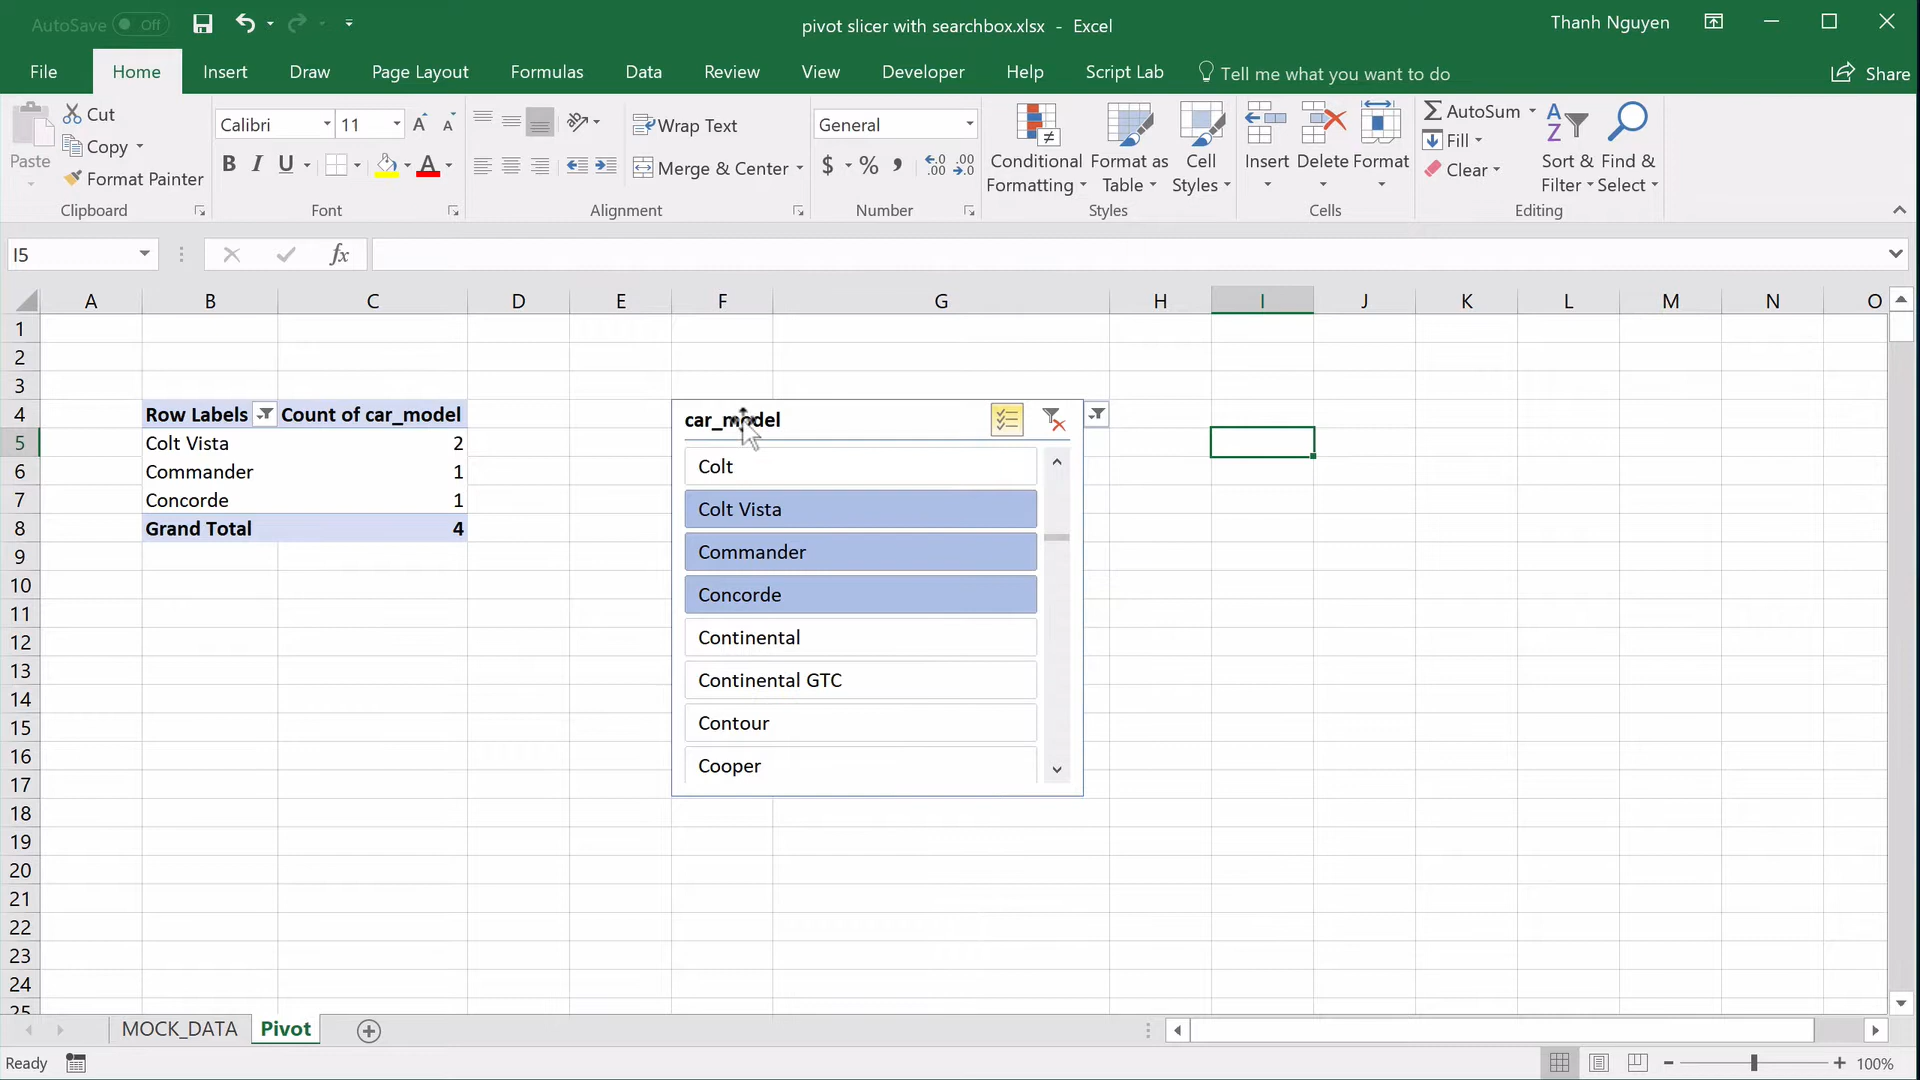 AutoSave Off
pivot slicer with searchbox.xlsx - Excel
Thanh Nguyen
File Home Insert Draw Page Layout Formulas Data Review View Developer Help Script Lab Tell me what you want to do Share
Paste
Cut
Copy
Format Painter
Clipboard
Calibri 11
B I U A
Font
Wrap Text
Merge & Center
Alignment
General
$ % ,
Number
Conditional Formatting
Format as Table
Cell Styles
Styles
Insert Delete Format
Cells
AutoSum
Fill
Clear
Sort & Filter
Find & Select
Editing
I5
fx
A B C D E F G H I J K L M N O
1
2
3
4 Row Labels Count of car_model
5 Colt Vista 2
6 Commander 1
7 Concorde 1
8 Grand Total 4
9
10
11
12
13
14
15
16
17
18
19
20
21
22
23
24
25
car_model
Colt
Colt Vista
Commander
Concorde
Continental
Continental GTC
Contour
Cooper
MOCK_DATA Pivot
Ready
100%